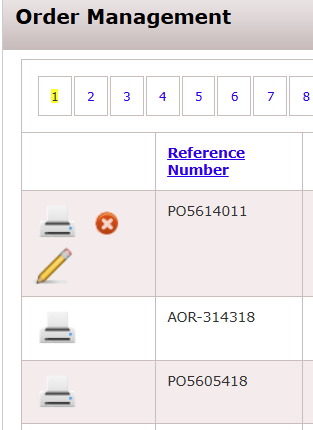 Order Management
1 2 3 4 5 6 7 8
Reference
Number
PO5614011
AOR-314318
PO5605418